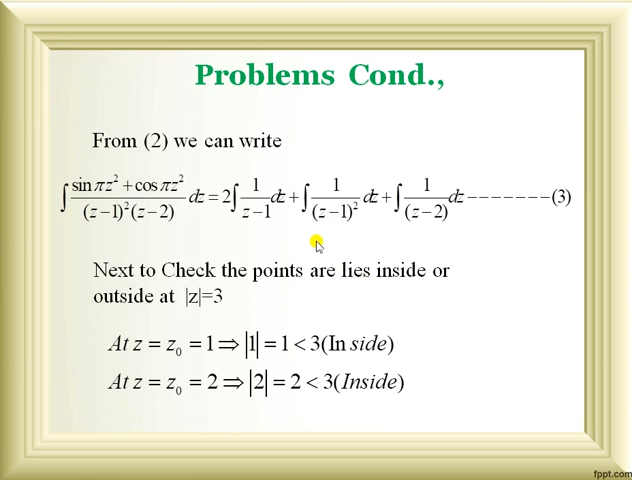 Problems Cond.,
From (2) we can write
∫ (sin πz² + cos πz²)/((z−1)²(z−2)) dz = 2∫ 1/(z−1) dz + ∫ 1/(z−1)² dz + ∫ 1/(z−2) dz −−−−−−−(3)
Next to Check the points are lies inside or
outside at |z|=3
At z = z₀ = 1 ⇒ |1| = 1 < 3(In side)
At z = z₀ = 2 ⇒ |2| = 2 < 3(Inside)
fppt.com